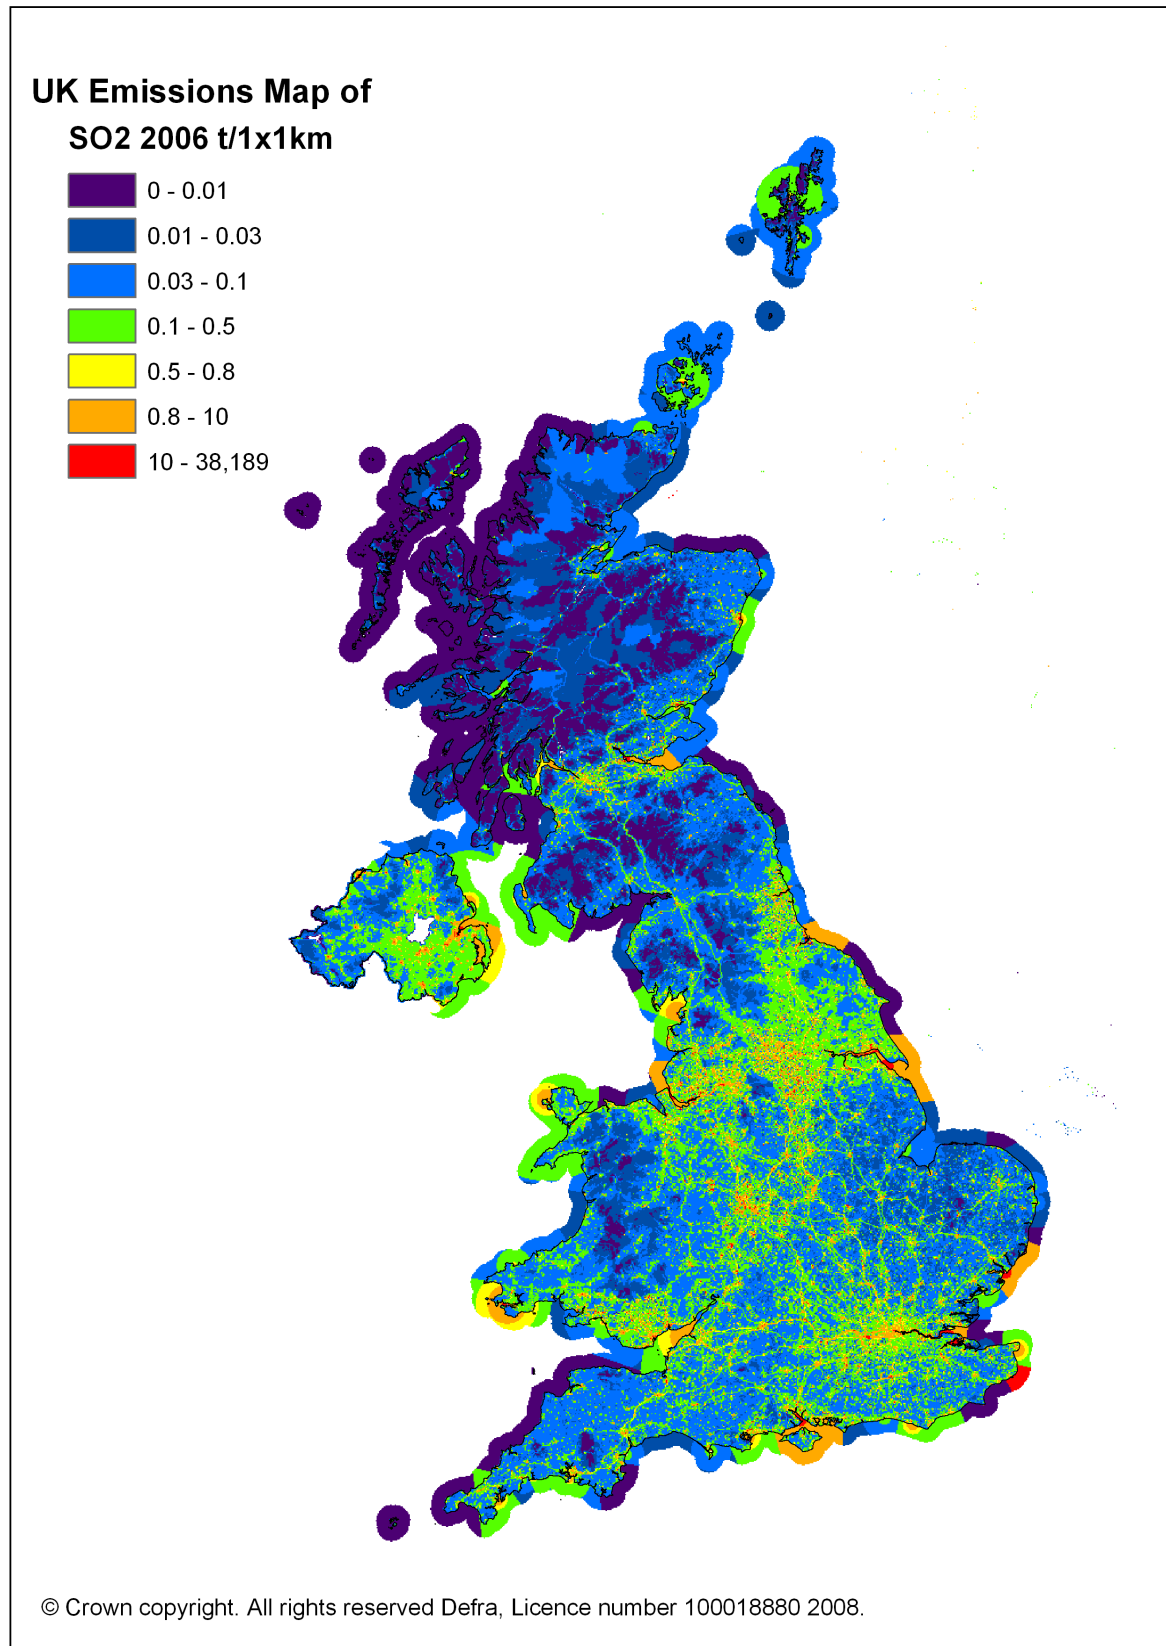 UK Emissions Map of
SO2 2006 t/1x1km
0 - 0.01
0.01 - 0.03
0.03 - 0.1
0.1 - 0.5
0.5 - 0.8
0.8 - 10
10 - 38,189
© Crown copyright. All rights reserved Defra, Licence number 100018880 2008.